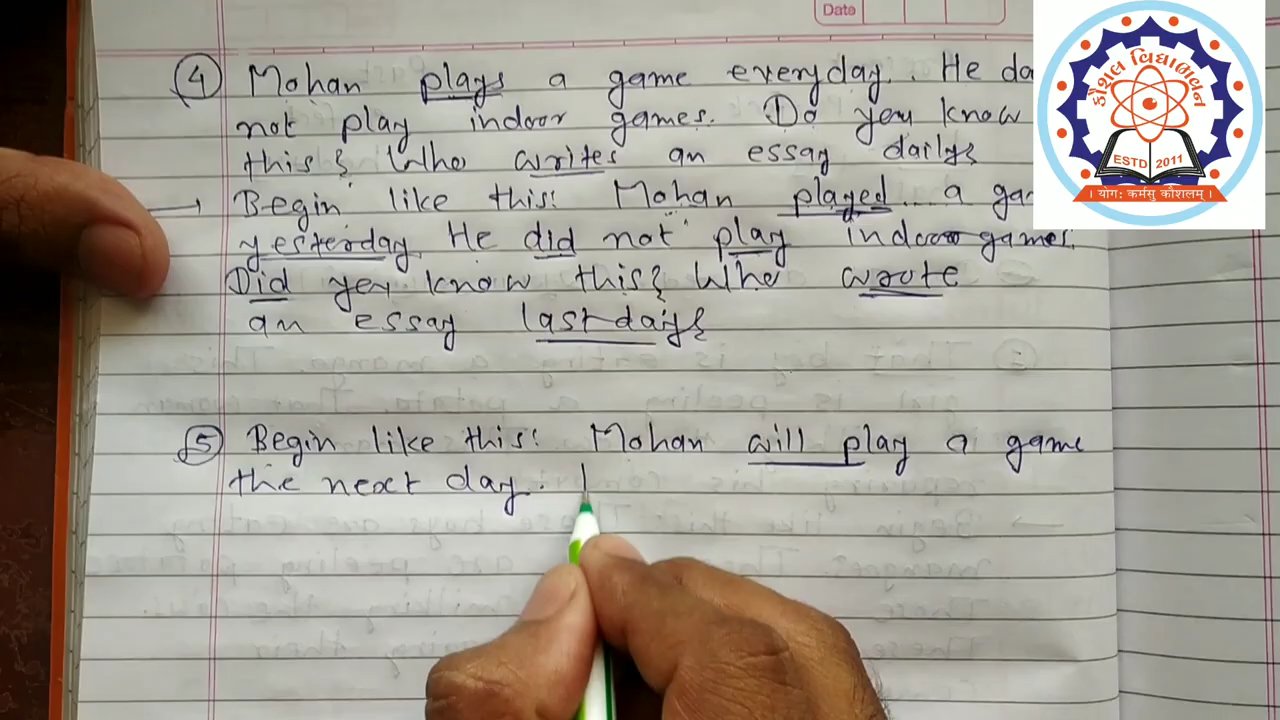 Date
④ Mohan plays a game everyday. He do
not play indoor games. Do you know
this? Who writes an essay daily?
→ Begin like this: Mohan played a ga
yesterday. He did not play indoor games.
Did you know this? Who wrote
an essay last day?
⑤ Begin like this: Mohan will play a game
the next day.
કૌશલ વિદ્યાભવન
ESTD 2011
। योग: कर्मसु कौशलम् ।